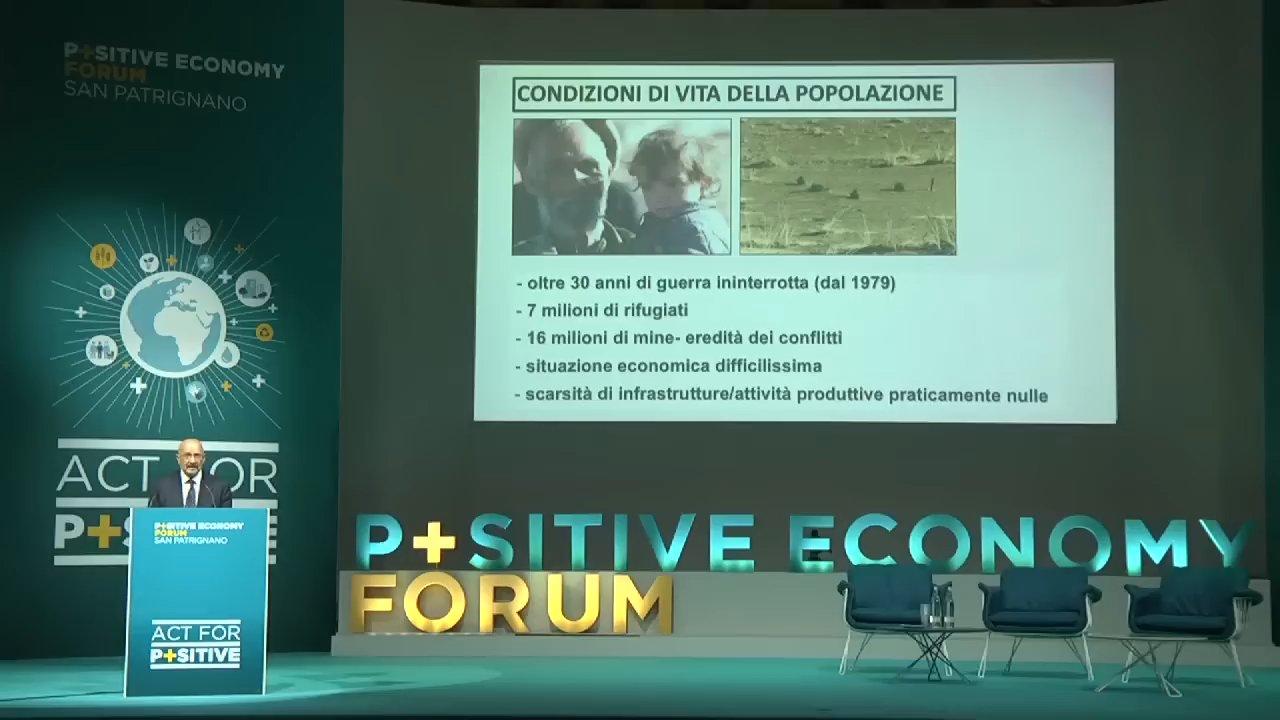 P+SITIVE ECONOMY
FORUM
SAN PATRIGNANO
CONDIZIONI DI VITA DELLA POPOLAZIONE
- oltre 30 anni di guerra ininterrotta (dal 1979)
- 7 milioni di rifugiati
- 16 milioni di mine- eredità dei conflitti
- situazione economica difficilissima
- scarsità di infrastrutture/attività produttive praticamente nulle
ACT FOR
P+SITIVE
P+SITIVE ECONOMY
FORUM
SAN PATRIGNANO
ACT FOR
P+SITIVE
P+SITIVE ECONOMY
FORUM